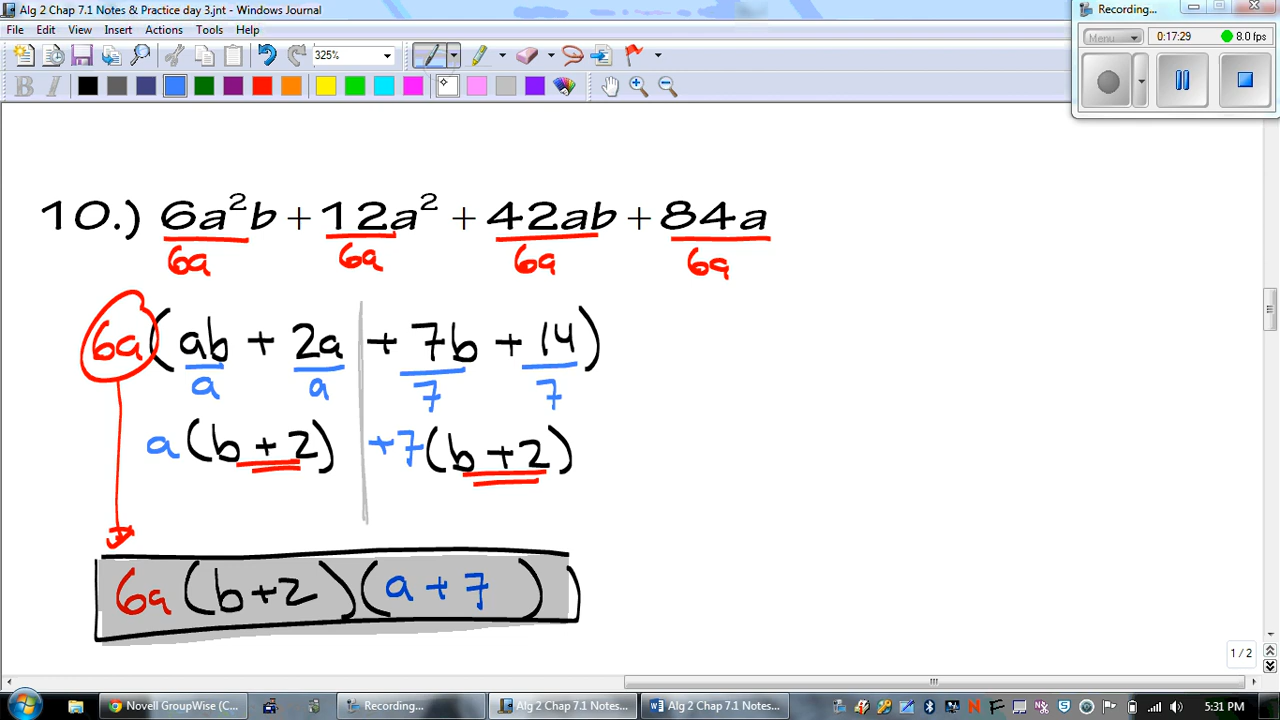 Alg 2 Chap 7.1 Notes & Practice day 3.jnt - Windows Journal
Recording...
File Edit View Insert Actions Tools Help
Menu 0:17:29 8.0 fps
325%
B I
10.) 6a²b + 12a² + 42ab + 84a
6a 6a 6a 6a
6a (ab + 2a + 7b + 14)
a a 7 7
a (b + 2) +7 (b + 2)
6a (b+2) (a + 7)
1 / 2
Novell GroupWise (C... Recording... Alg 2 Chap 7.1 Notes... Alg 2 Chap 7.1 Notes... 5:31 PM